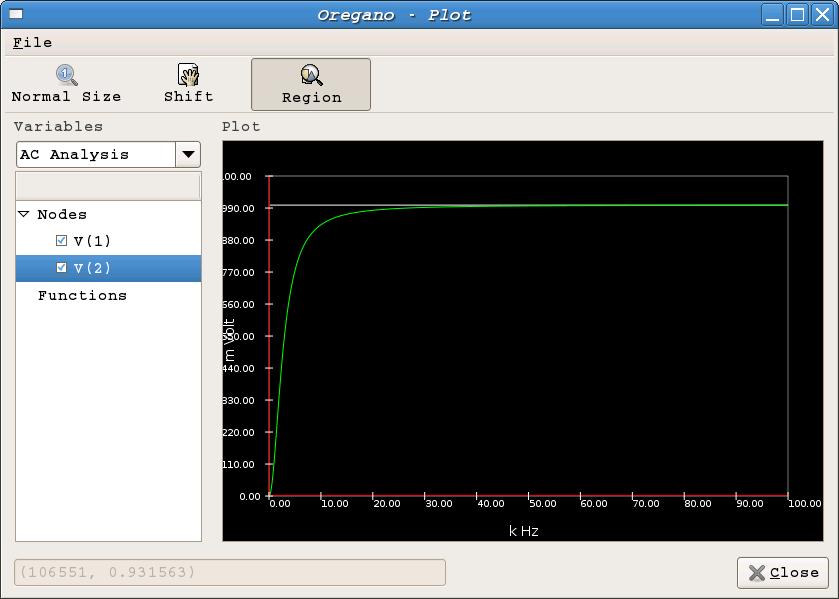 Oregano - Plot
File
Normal Size
Shift
Region
Variables
Plot
AC Analysis
Nodes
V(1)
V(2)
Functions
00.00
990.00
880.00
770.00
660.00
550.00
440.00
330.00
220.00
110.00
0.00
m Volt
0.00 10.00 20.00 30.00 40.00 50.00 60.00 70.00 80.00 90.00 100.00
k Hz
(106551, 0.931563)
Close